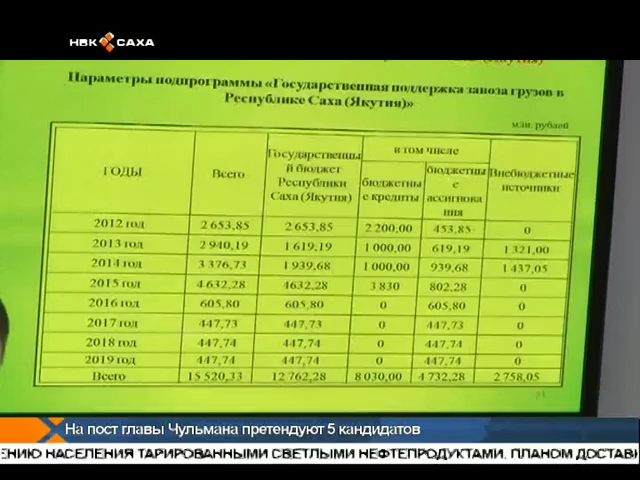 НВК САХА
(Якутия)
Параметры подпрограммы «Государственная поддержка завоза грузов в
Республике Саха (Якутия)»
млн. рублей
ГОДЫ Всего Государственны й бюджет Республики Саха (Якутия) в том числе Внебюджетные источники
бюджетны е кредиты бюджетны е ассигнова ния
2012 год 2 653,85 2 653,85 2 200,00 453,85 0
2013 год 2 940,19 1 619,19 1 000,00 619,19 1 321,00
2014 год 3 376,73 1 939,68 1 000,00 939,68 1 437,05
2015 год 4 632,28 4632,28 3 830 802,28 0
2016 год 605,80 605,80 0 605,80 0
2017 год 447,73 447,73 0 447,73 0
2018 год 447,74 447,74 0 447,74 0
2019 год 447,74 447,74 0 447,74 0
Всего 15 520,33 12 762,28 8 030,00 4 732,28 2 758,05
На пост главы Чульмана претендуют 5 кандидатов
ЕНИЮ НАСЕЛЕНИЯ ТАРИРОВАННЫМИ СВЕТЛЫМИ НЕФТЕПРОДУКТАМИ. ПЛАНОМ ДОСТАВ